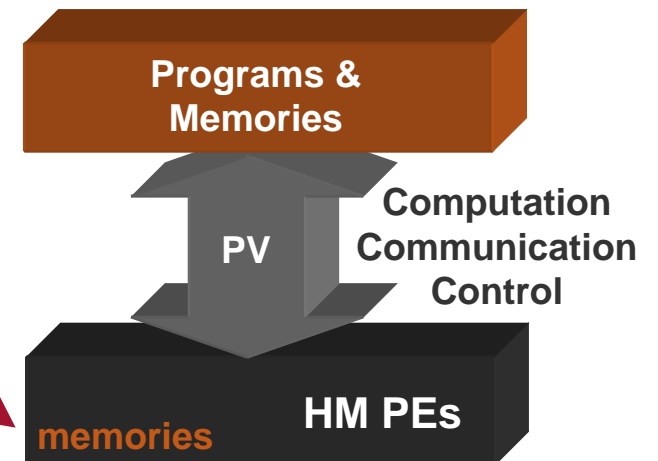 Programs &
Memories
PV
Computation
Communication
Control
HM PEs
memories